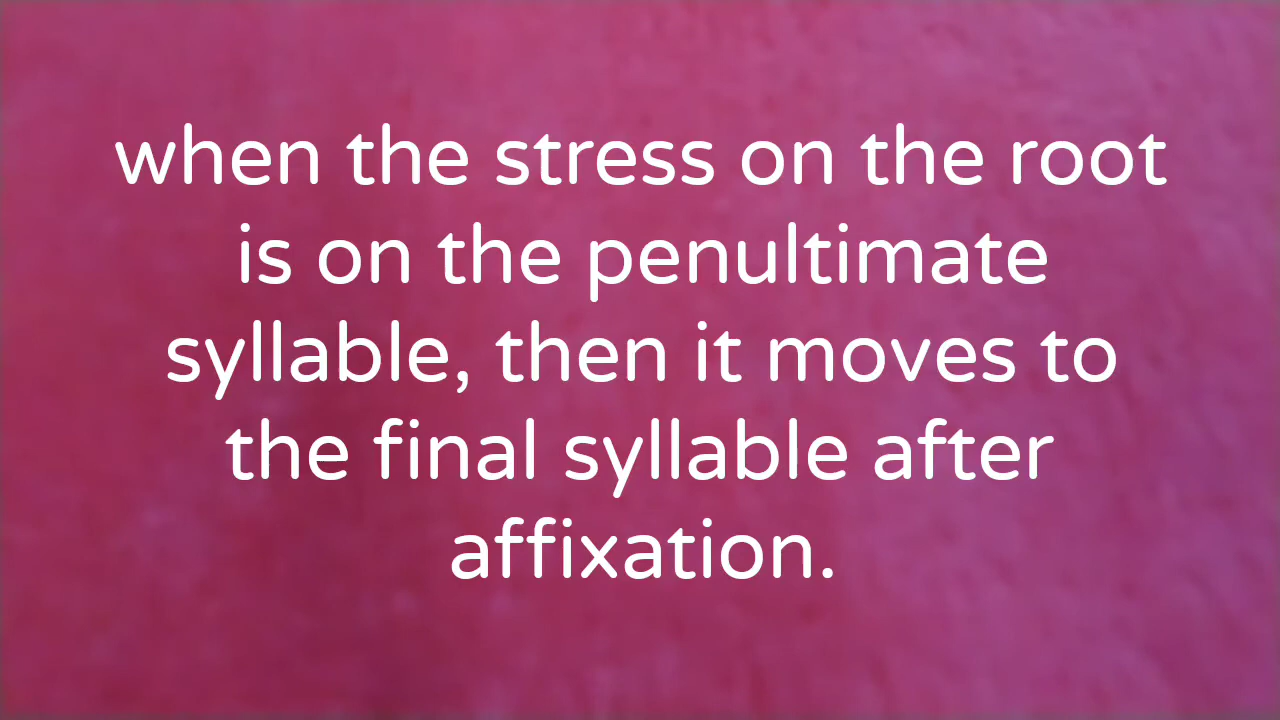 when the stress on the root
is on the penultimate
syllable, then it moves to
the final syllable after
affixation.